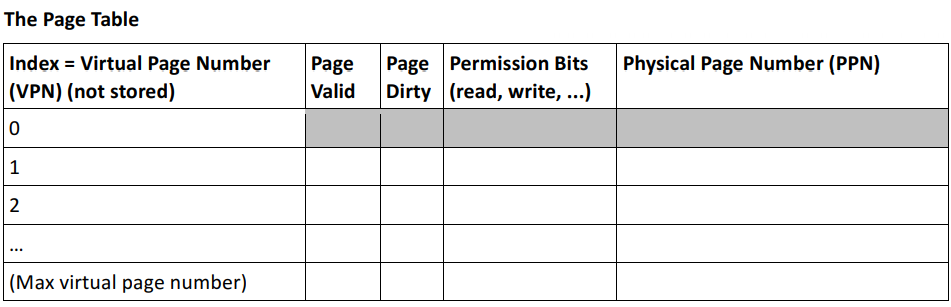 The Page Table
Index = Virtual Page Number (VPN) (not stored)
Page Valid
Page Dirty
Permission Bits (read, write, ...)
Physical Page Number (PPN)
0
1
2
...
(Max virtual page number)